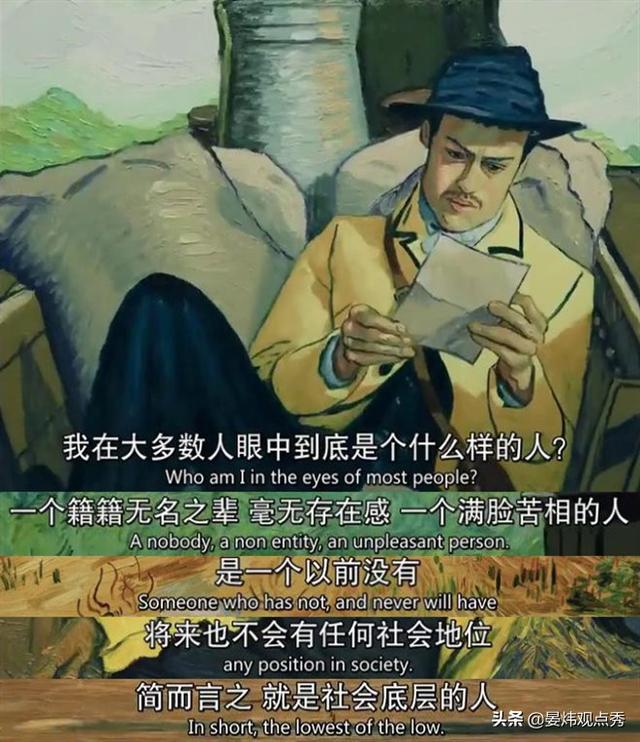 我在大多数人眼中到底是个什么样的人?
Who am I in the eyes of most people?
一个籍籍无名之辈 毫无存在感 一个满脸苦相的人
A nobody, a non entity, an unpleasant person.
是一个以前没有
Someone who has not, and never will have
将来也不会有任何社会地位
any position in society.
简而言之 就是社会底层的人
In short, the lowest of the low.
头条 @晏炜观点秀